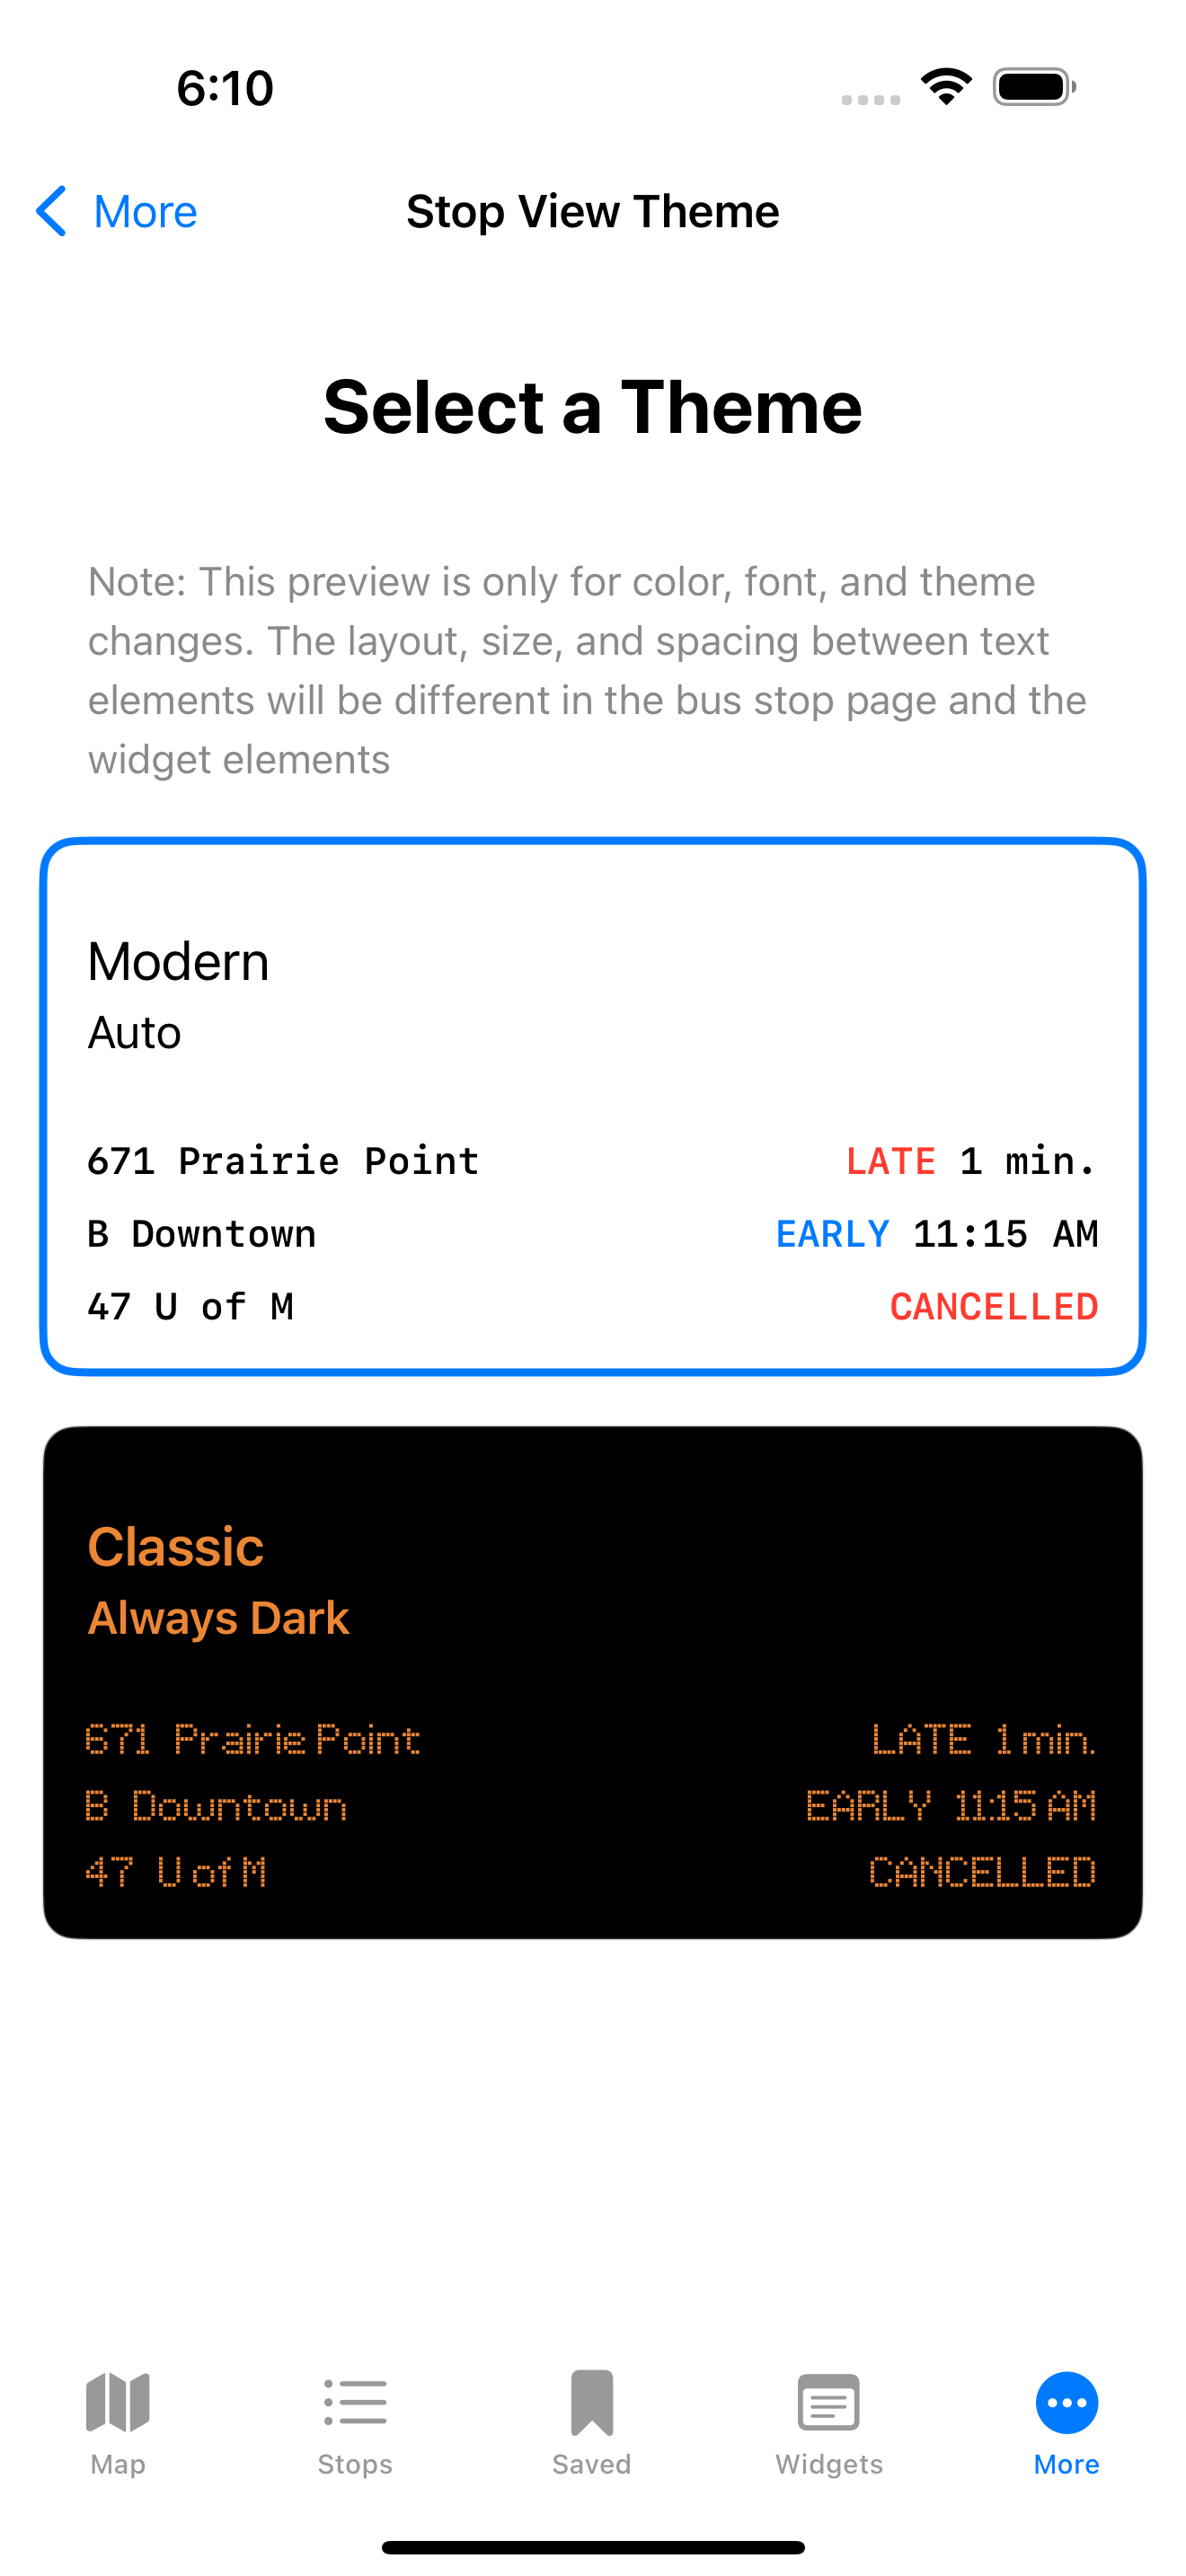 6:10
More
Stop View Theme
Select a Theme
Note: This preview is only for color, font, and theme
changes. The layout, size, and spacing between text
elements will be different in the bus stop page and the
widget elements
Modern
Auto
671 Prairie Point LATE 1 min.
B Downtown EARLY 11:15 AM
47 U of M CANCELLED
Classic
Always Dark
671 Prairie Point LATE 1 min.
B Downtown EARLY 11:15 AM
47 U of M CANCELLED
Map Stops Saved Widgets More